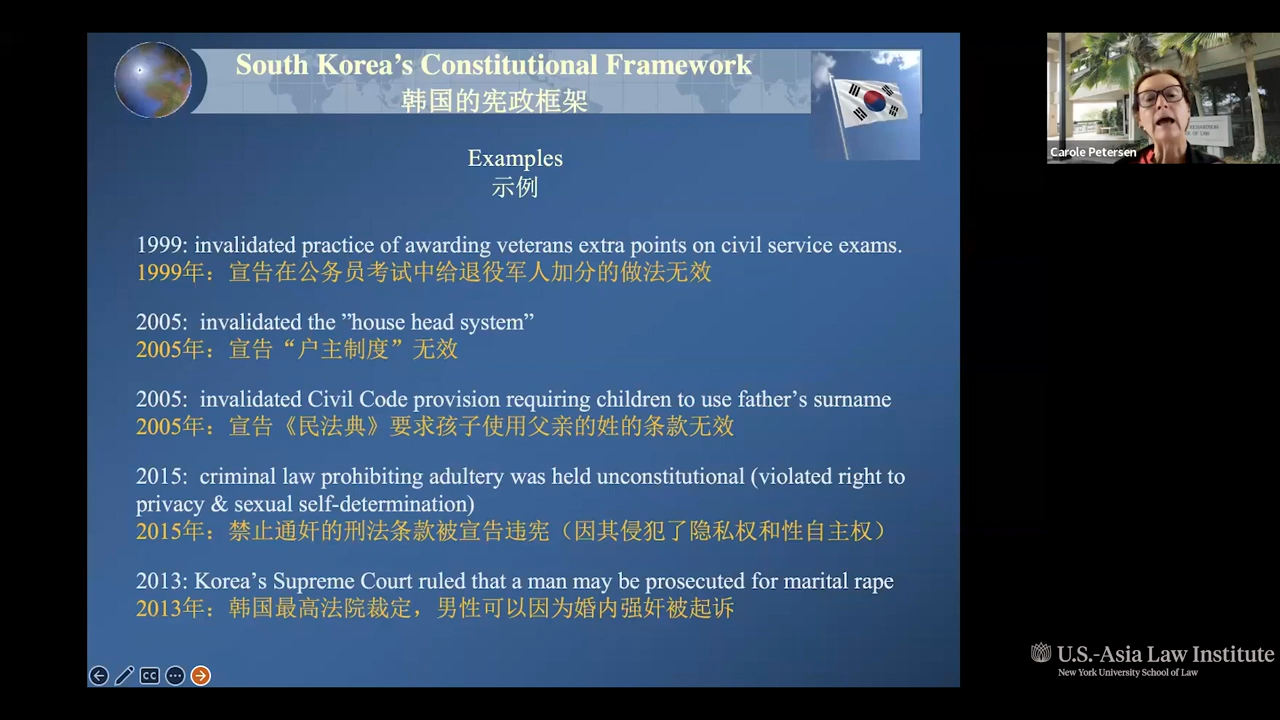 South Korea's Constitutional Framework
韩国的宪政框架
Examples
示例
1999: invalidated practice of awarding veterans extra points on civil service exams.
1999年：宣告在公务员考试中给退役军人加分的做法无效
2005:  invalidated the ”house head system”
2005年：宣告“户主制度”无效
2005:  invalidated Civil Code provision requiring children to use father's surname
2005年：宣告《民法典》要求孩子使用父亲的姓的条款无效
2015:  criminal law prohibiting adultery was held unconstitutional (violated right to
privacy & sexual self-determination)
2015年：禁止通奸的刑法条款被宣告违宪（因其侵犯了隐私权和性自主权）
2013: Korea's Supreme Court ruled that a man may be prosecuted for marital rape
2013年：韩国最高法院裁定，男性可以因为婚内强奸被起诉
CC
Carole Petersen
U.S.-Asia Law Institute
New York University School of Law